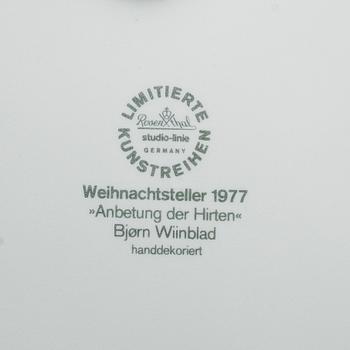 LIMITIERTE
Rosenthal
studio-linie
GERMANY
KUNSTREIHEN
Weihnachtsteller 1977
»Anbetung der Hirten«
Bjørn Wiinblad
handdekoriert